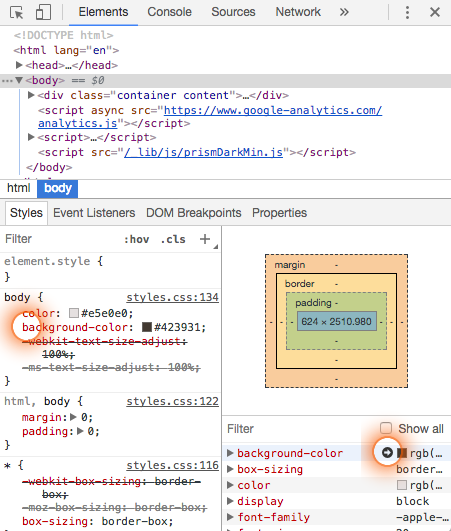 Elements Console Sources Network »
<!DOCTYPE html>
<html lang="en">
<head>…</head>
<body> == $0
<div class="container content">…</div>
<script async src="https://www.google-analytics.com/
analytics.js"></script>
<script>…</script>
<script src="/_lib/js/prismDarkMin.js"></script>
</body>
html body
Styles Event Listeners DOM Breakpoints Properties
Filter :hov .cls +
element.style {
}
body { styles.css:134
color: #e5e0e0;
background-color: #423931;
-webkit-text-size-adjust:
100%;
-ms-text-size-adjust: 100%;
}
html, body { styles.css:122
margin: 0;
padding: 0;
}
* { styles.css:116
-webkit-box-sizing: border-
box;
-moz-box-sizing: border-box;
box-sizing: border-box;
margin -
border -
padding -
- - - 624 × 2510.980 - - -
-
-
-
Filter Show all
background-color rgb(…
box-sizing border…
color rgb(…
display block
font-family -apple-…